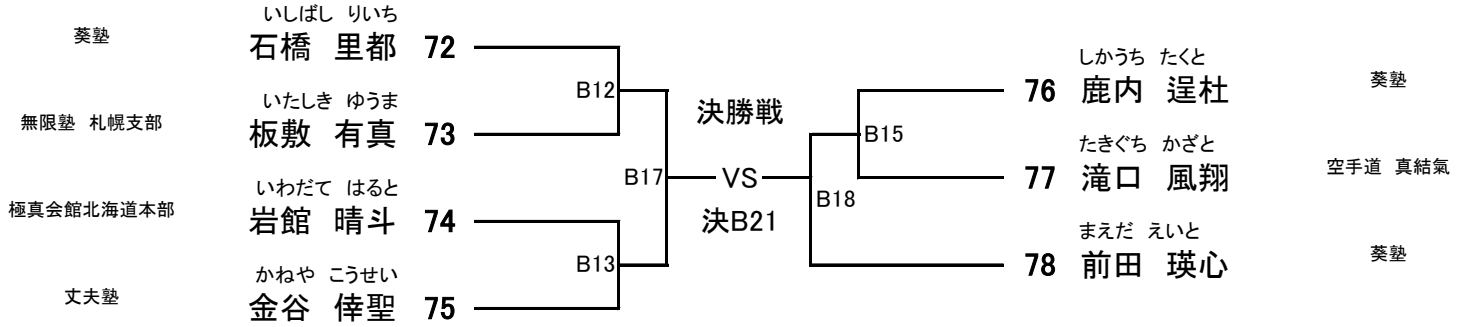 いしばし りいち
葵塾 石橋 里都 72
いたしき ゆうま
無限塾 札幌支部 板敷 有真 73
いわだて はると
極真会館北海道本部 岩館 晴斗 74
かねや こうせい
丈夫塾 金谷 倖聖 75
B12
B13
B17
決勝戦
VS
決B21
B15
B18
しかうち たくと
76 鹿内 逞杜 葵塾
たきぐち かざと
77 滝口 風翔 空手道 真結氣
まえだ えいと
78 前田 瑛心 葵塾